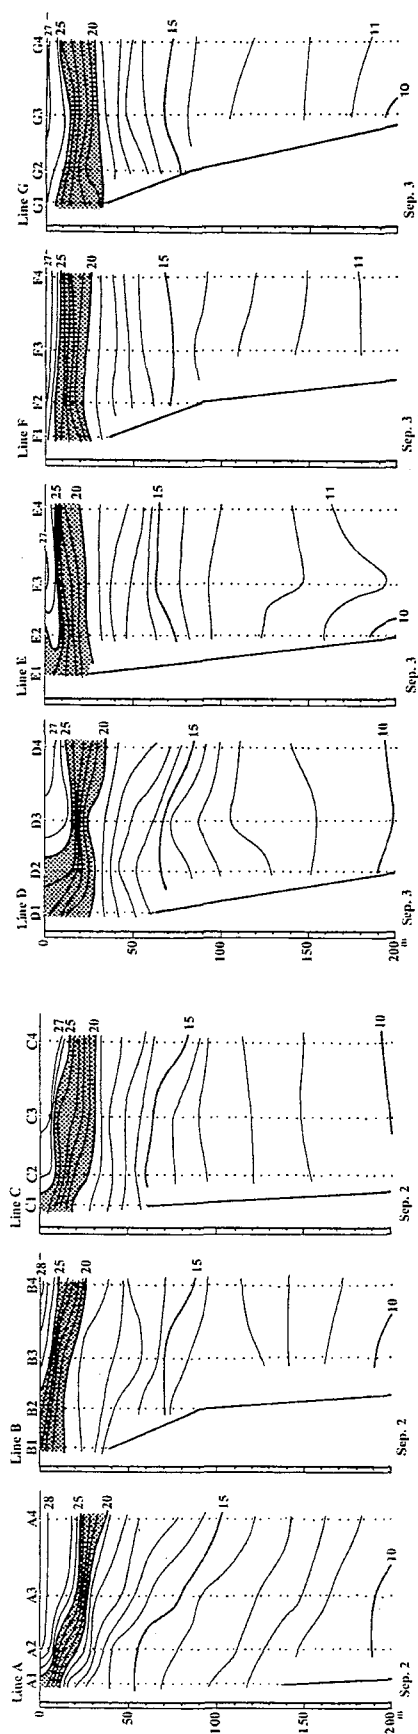 Line A
A1 A2 A3 A4
28
25
20
15
10
0
50
100
150
200
m
Sep. 2
Line B
B1 B2 B3 B4
28
25
20
15
10
Sep. 2
Line C
C1 C2 C3 C4
27
25
20
15
10
Sep. 2
Line D
D1 D2 D3 D4
27
25
20
15
10
0
50
100
150
200
m
Sep. 3
Line E
E1 E2 E3 E4
27
25
20
15
11
10
Sep. 3
Line F
F1 F2 F3 F4
27
25
20
15
11
Sep. 3
Line G
G1 G2 G3 G4
27
25
20
15
11
10
Sep. 3